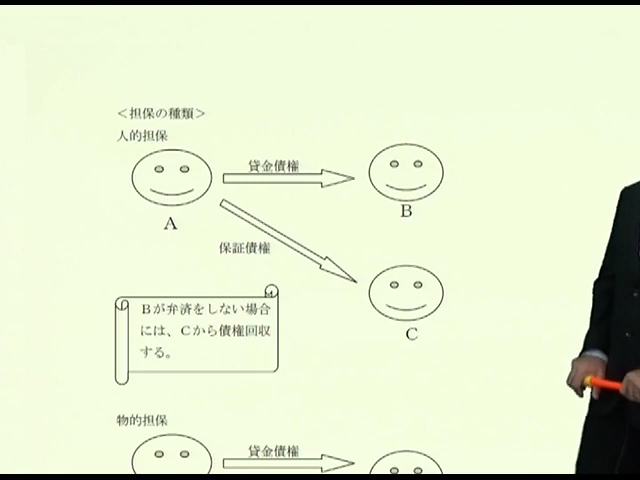 ＜担保の種類＞
人的担保
貸金債権
A
B
保証債権
C
Bが弁済をしない場合
には、Cから債権回収
する。
物的担保
貸金債権